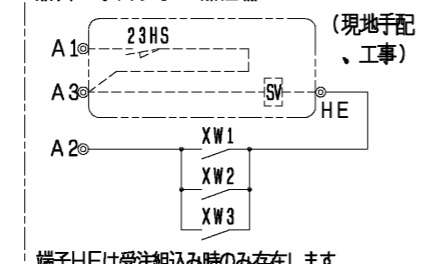 (現地手配
、工事)
23HS
A1
A3
SV
HE
A2
XW1
XW2
XW3
端子HEは受注組込み時のみ存在します